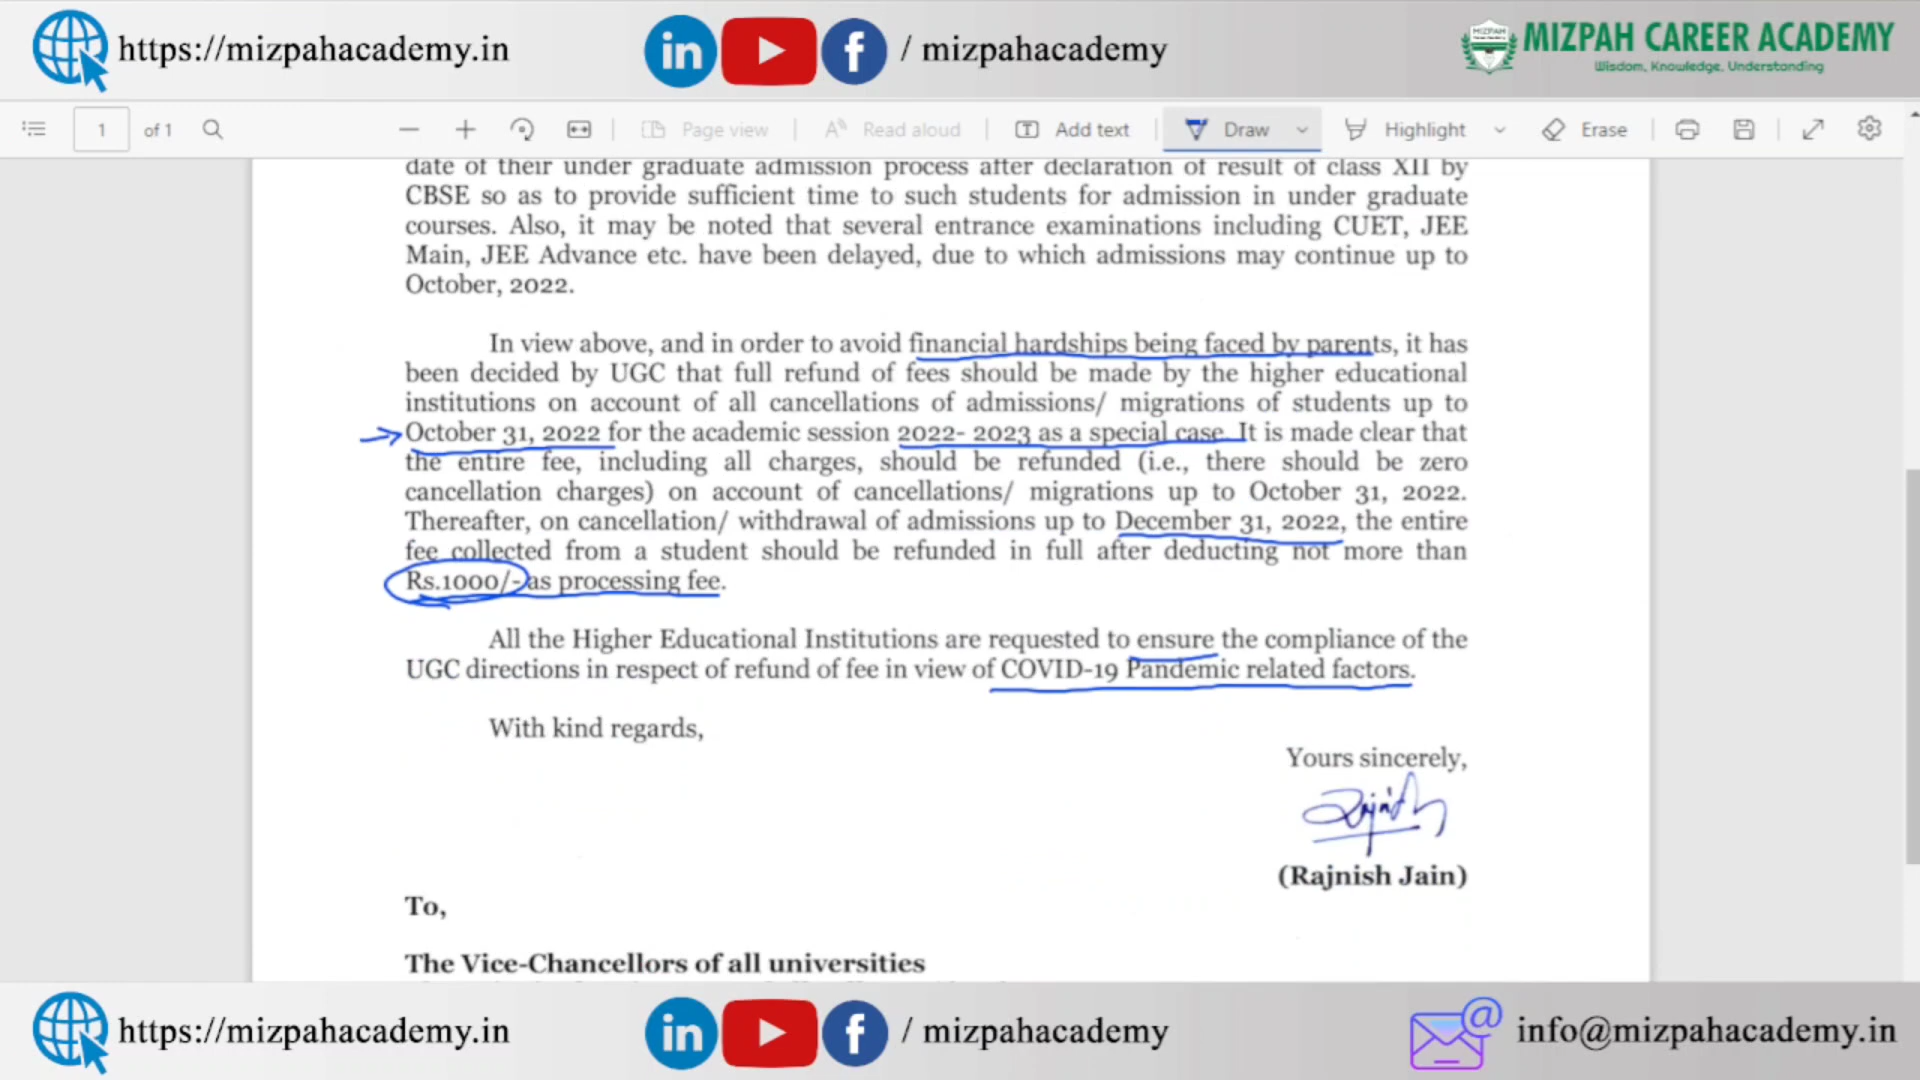 https://mizpahacademy.in
in f / mizpahacademy
MIZPAH
MIZPAH CAREER ACADEMY
Wisdom, Knowledge, Understanding
1 of 1 Page view Read aloud Add text Draw Highlight Erase
date of their under graduate admission process after declaration of result of class XII by
CBSE so as to provide sufficient time to such students for admission in under graduate
courses. Also, it may be noted that several entrance examinations including CUET, JEE
Main, JEE Advance etc. have been delayed, due to which admissions may continue up to
October, 2022.
In view above, and in order to avoid financial hardships being faced by parents, it has
been decided by UGC that full refund of fees should be made by the higher educational
institutions on account of all cancellations of admissions/ migrations of students up to
October 31, 2022 for the academic session 2022- 2023 as a special case. It is made clear that
the entire fee, including all charges, should be refunded (i.e., there should be zero
cancellation charges) on account of cancellations/ migrations up to October 31, 2022.
Thereafter, on cancellation/ withdrawal of admissions up to December 31, 2022, the entire
fee collected from a student should be refunded in full after deducting not more than
Rs.1000/- as processing fee.
All the Higher Educational Institutions are requested to ensure the compliance of the
UGC directions in respect of refund of fee in view of COVID-19 Pandemic related factors.
With kind regards,
Yours sincerely,
(Rajnish Jain)
To,
The Vice-Chancellors of all universities
https://mizpahacademy.in
in f / mizpahacademy
@ info@mizpahacademy.in